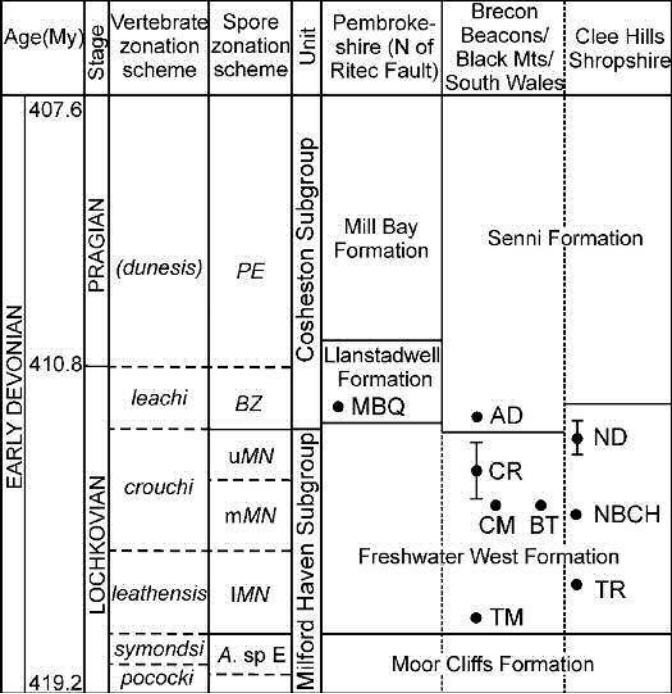 Age(My)
Stage
Vertebrate
zonation
scheme
Spore
zonation
scheme
Unit
Pembroke-
shire (N of
Ritec Fault)
Brecon
Beacons/
Black Mts/
South Wales
Clee Hills
Shropshire
407.6
410.8
419.2
EARLY DEVONIAN
PRAGIAN
LOCHKOVIAN
(dunesis)
leachi
crouchi
leathensis
symondsi
pococki
PE
BZ
uMN
mMN
lMN
A. sp E
Cosheston Subgroup
Milford Haven Subgroup
Mill Bay
Formation
Llanstadwell
Formation
MBQ
Senni Formation
AD
CR
CM
BT
ND
NBCH
Freshwater West Formation
TR
TM
Moor Cliffs Formation